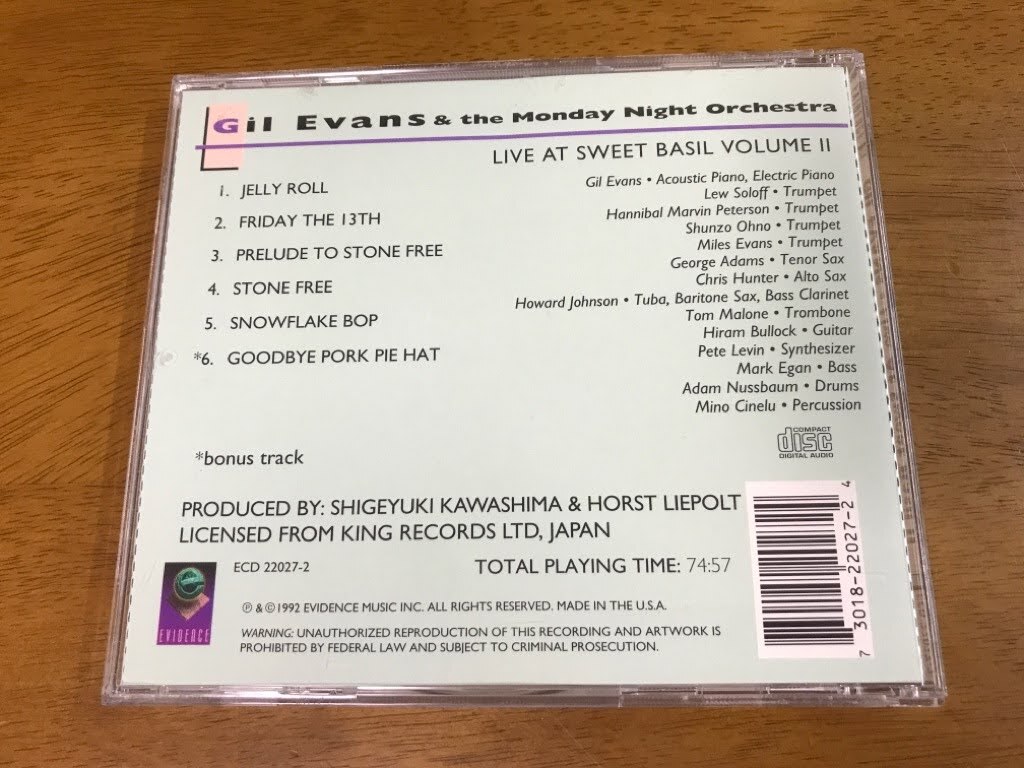 Gil Evans & the Monday Night Orchestra
LIVE AT SWEET BASIL VOLUME II
1. JELLY ROLL
2. FRIDAY THE 13TH
3. PRELUDE TO STONE FREE
4. STONE FREE
5. SNOWFLAKE BOP
*6. GOODBYE PORK PIE HAT
*bonus track
Gil Evans • Acoustic Piano, Electric Piano
Lew Soloff • Trumpet
Hannibal Marvin Peterson • Trumpet
Shunzo Ohno • Trumpet
Miles Evans • Trumpet
George Adams • Tenor Sax
Chris Hunter • Alto Sax
Howard Johnson • Tuba, Baritone Sax, Bass Clarinet
Tom Malone • Trombone
Hiram Bullock • Guitar
Pete Levin • Synthesizer
Mark Egan • Bass
Adam Nussbaum • Drums
Mino Cinelu • Percussion
COMPACT
disc
DIGITAL AUDIO
PRODUCED BY: SHIGEYUKI KAWASHIMA & HORST LIEPOLT
LICENSED FROM KING RECORDS LTD, JAPAN
ECD 22027-2
TOTAL PLAYING TIME: 74:57
EVIDENCE
℗ & © 1992 EVIDENCE MUSIC INC. ALL RIGHTS RESERVED. MADE IN THE U.S.A.
WARNING: UNAUTHORIZED REPRODUCTION OF THIS RECORDING AND ARTWORK IS
PROHIBITED BY FEDERAL LAW AND SUBJECT TO CRIMINAL PROSECUTION.
7 3018-22027-2 4